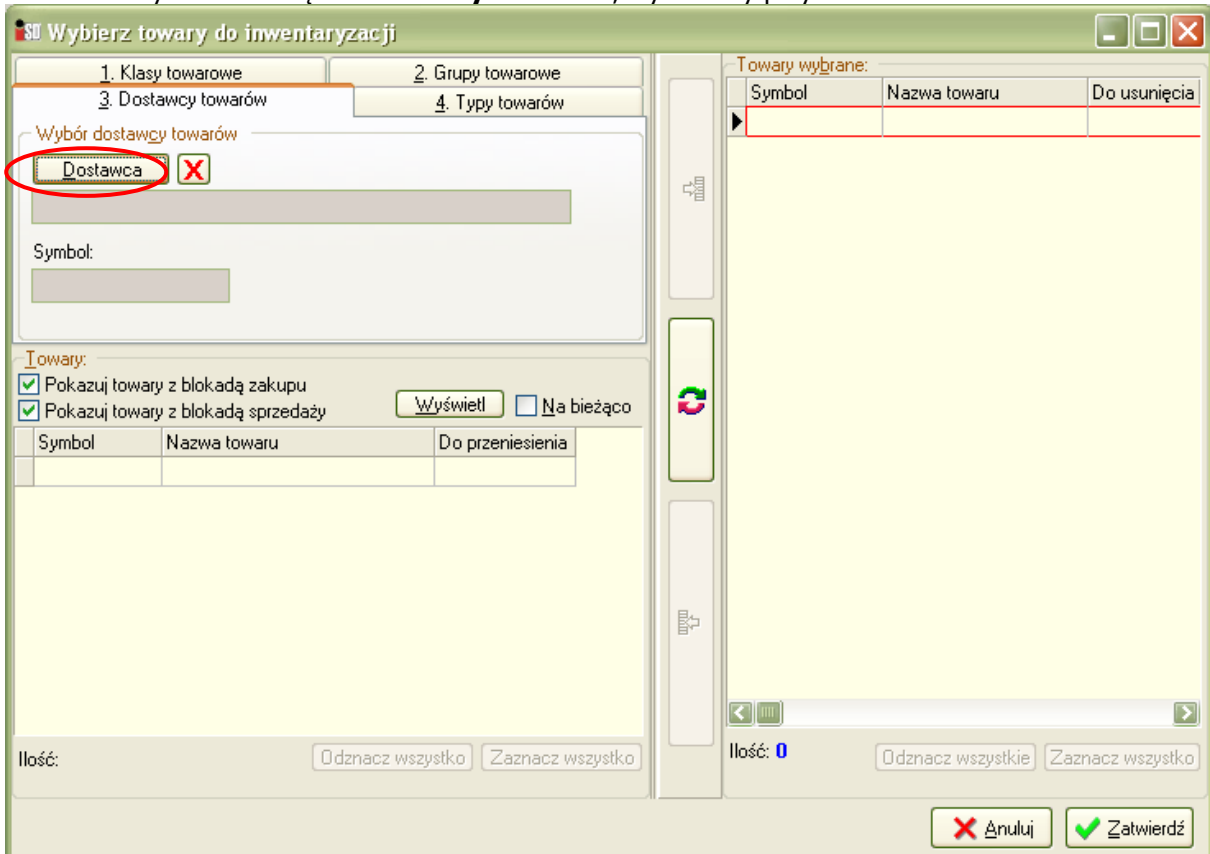 iSO Wybierz towary do inwentaryzacji
1. Klasy towarowe
2. Grupy towarowe
3. Dostawcy towarów
4. Typy towarów
Wybór dostawcy towarów
Dostawca
Symbol:
Towary:
Pokazuj towary z blokadą zakupu
Pokazuj towary z blokadą sprzedaży
Wyświetl
Na bieżąco
Symbol Nazwa towaru Do przeniesienia
Ilość:
Odznacz wszystko Zaznacz wszystko
Towary wybrane:
Symbol Nazwa towaru Do usunięcia
Ilość: 0
Odznacz wszystkie Zaznacz wszystko
Anuluj Zatwierdź